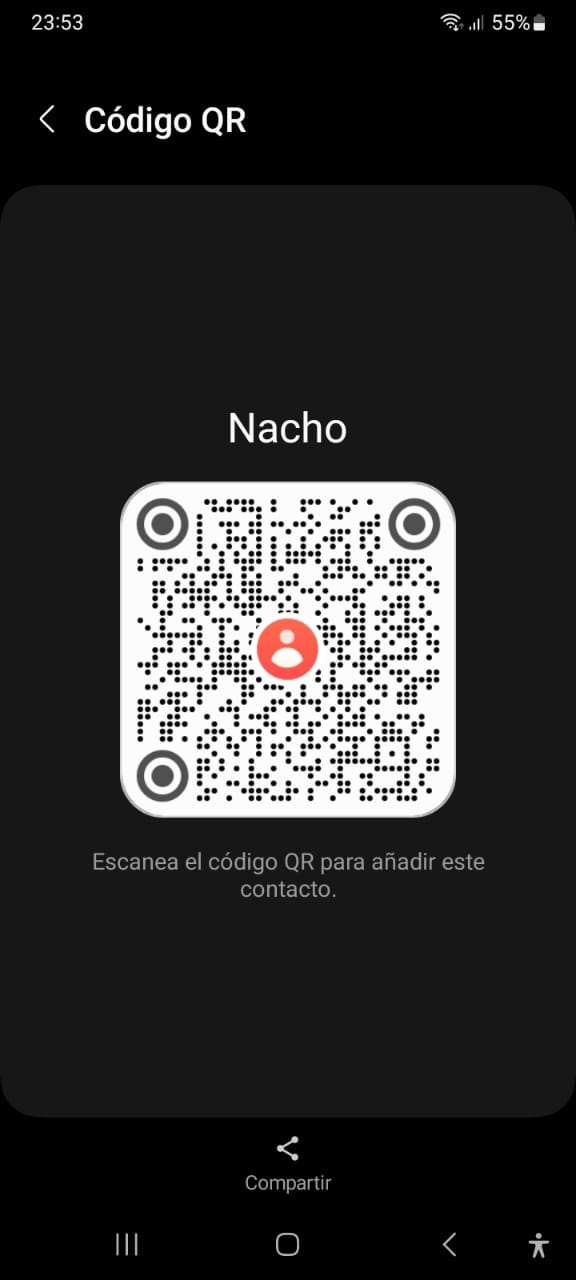 23:53
55%
Código QR
Nacho
Escanea el código QR para añadir este
contacto.
Compartir